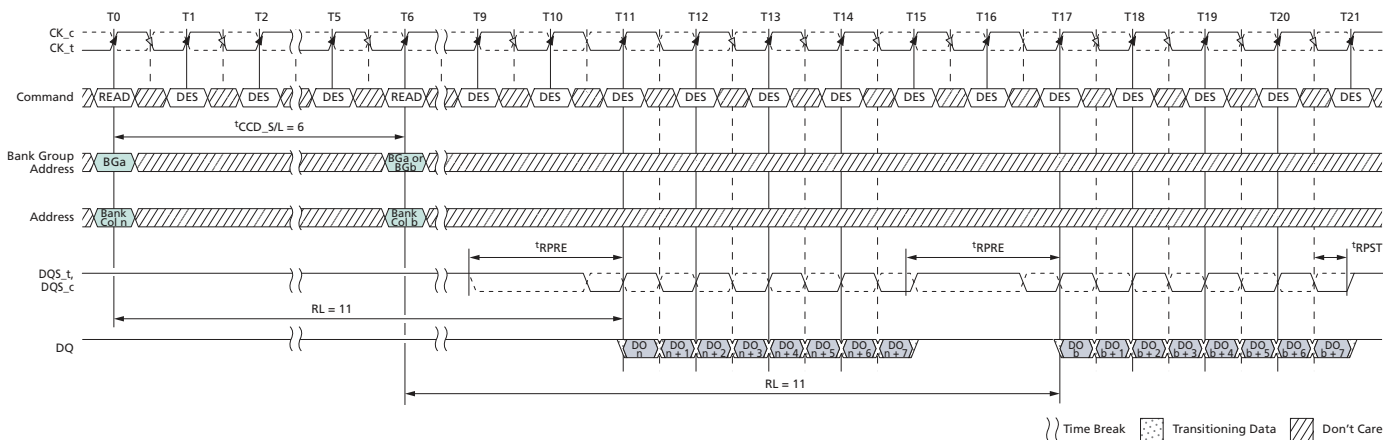 T0 T1 T2 T5 T6 T9 T10 T11 T12 T13 T14 T15 T16 T17 T18 T19 T20 T21
CK_c
CK_t
Command READ DES DES DES READ DES DES DES DES DES DES DES DES DES DES DES DES DES
tCCD_S/L = 6
Bank Group
Address
BGa
BGa or
BGb
Address
Bank
Col n
Bank
Col b
tRPRE tRPRE tRPST
DQS_t,
DQS_c
RL = 11
DQ
DO
n
DO
n + 1
DO
n + 2
DO
n + 3
DO
n + 4
DO
n + 5
DO
n + 6
DO
n + 7
DO
b
DO
b + 1
DO
b + 2
DO
b + 3
DO
b + 4
DO
b + 5
DO
b + 6
DO
b + 7
RL = 11
Time Break Transitioning Data Don't Care